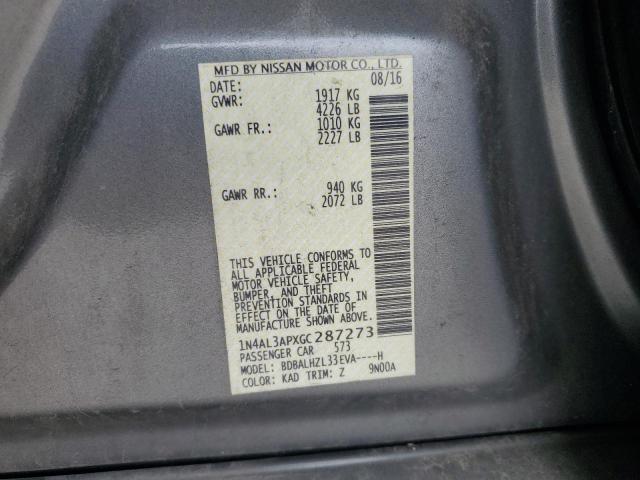 MFD BY NISSAN MOTOR CO., LTD.
DATE: 08/16
GVWR: 1917 KG
4226 LB
GAWR FR.: 1010 KG
2227 LB
GAWR RR.: 940 KG
2072 LB
THIS VEHICLE CONFORMS TO
ALL APPLICABLE FEDERAL
MOTOR VEHICLE SAFETY,
BUMPER, AND THEFT
PREVENTION STANDARDS IN
EFFECT ON THE DATE OF
MANUFACTURE SHOWN ABOVE.
1N4AL3APXGC287273
PASSENGER CAR 573
MODEL: BDBALHZL33EVA----H
COLOR: KAD TRIM: Z 9N00A